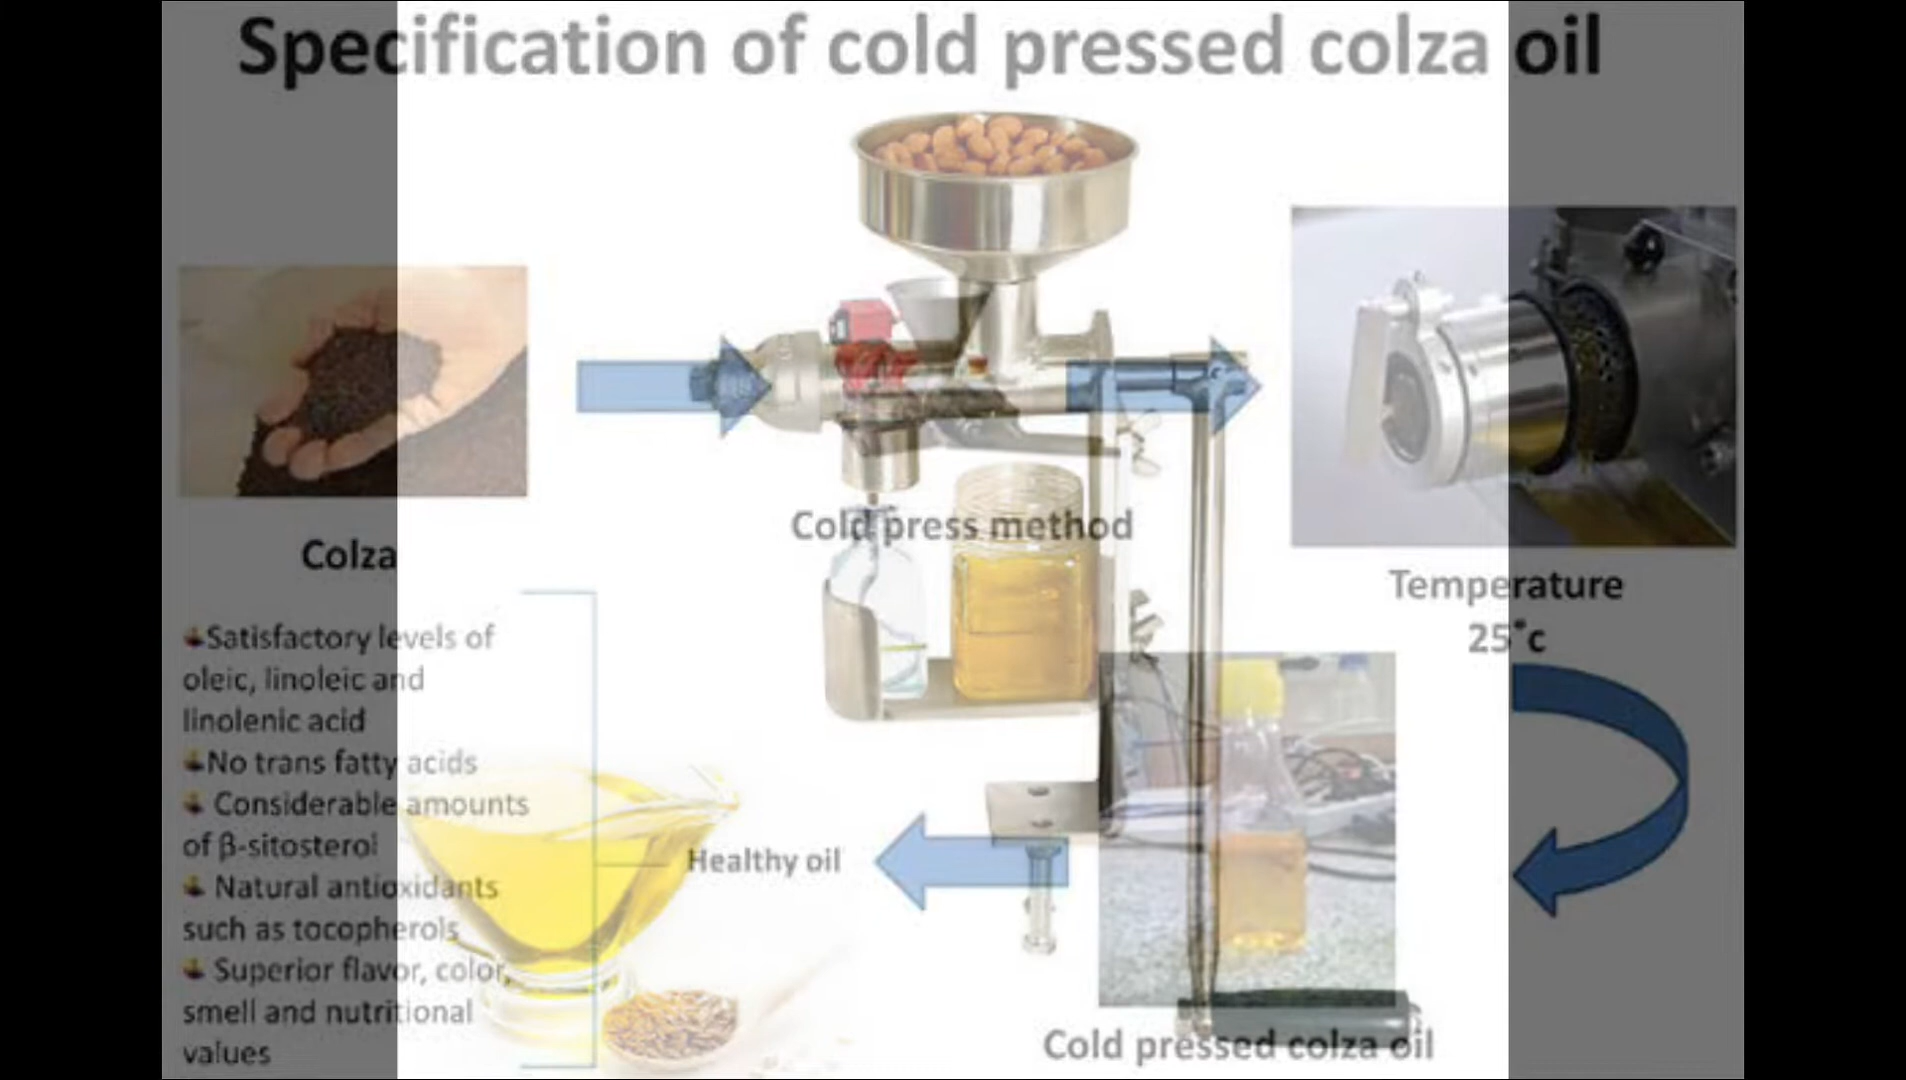 Specification of cold pressed colza oil
Cold press method
Colza
Temperature
25°c
Satisfactory levels of
oleic, linoleic and
linolenic acid
No trans fatty acids
Considerable amounts
of β-sitosterol
Natural antioxidants
such as tocopherols
Superior flavor, color,
smell and nutritional
values
Healthy oil
Cold pressed colza oil